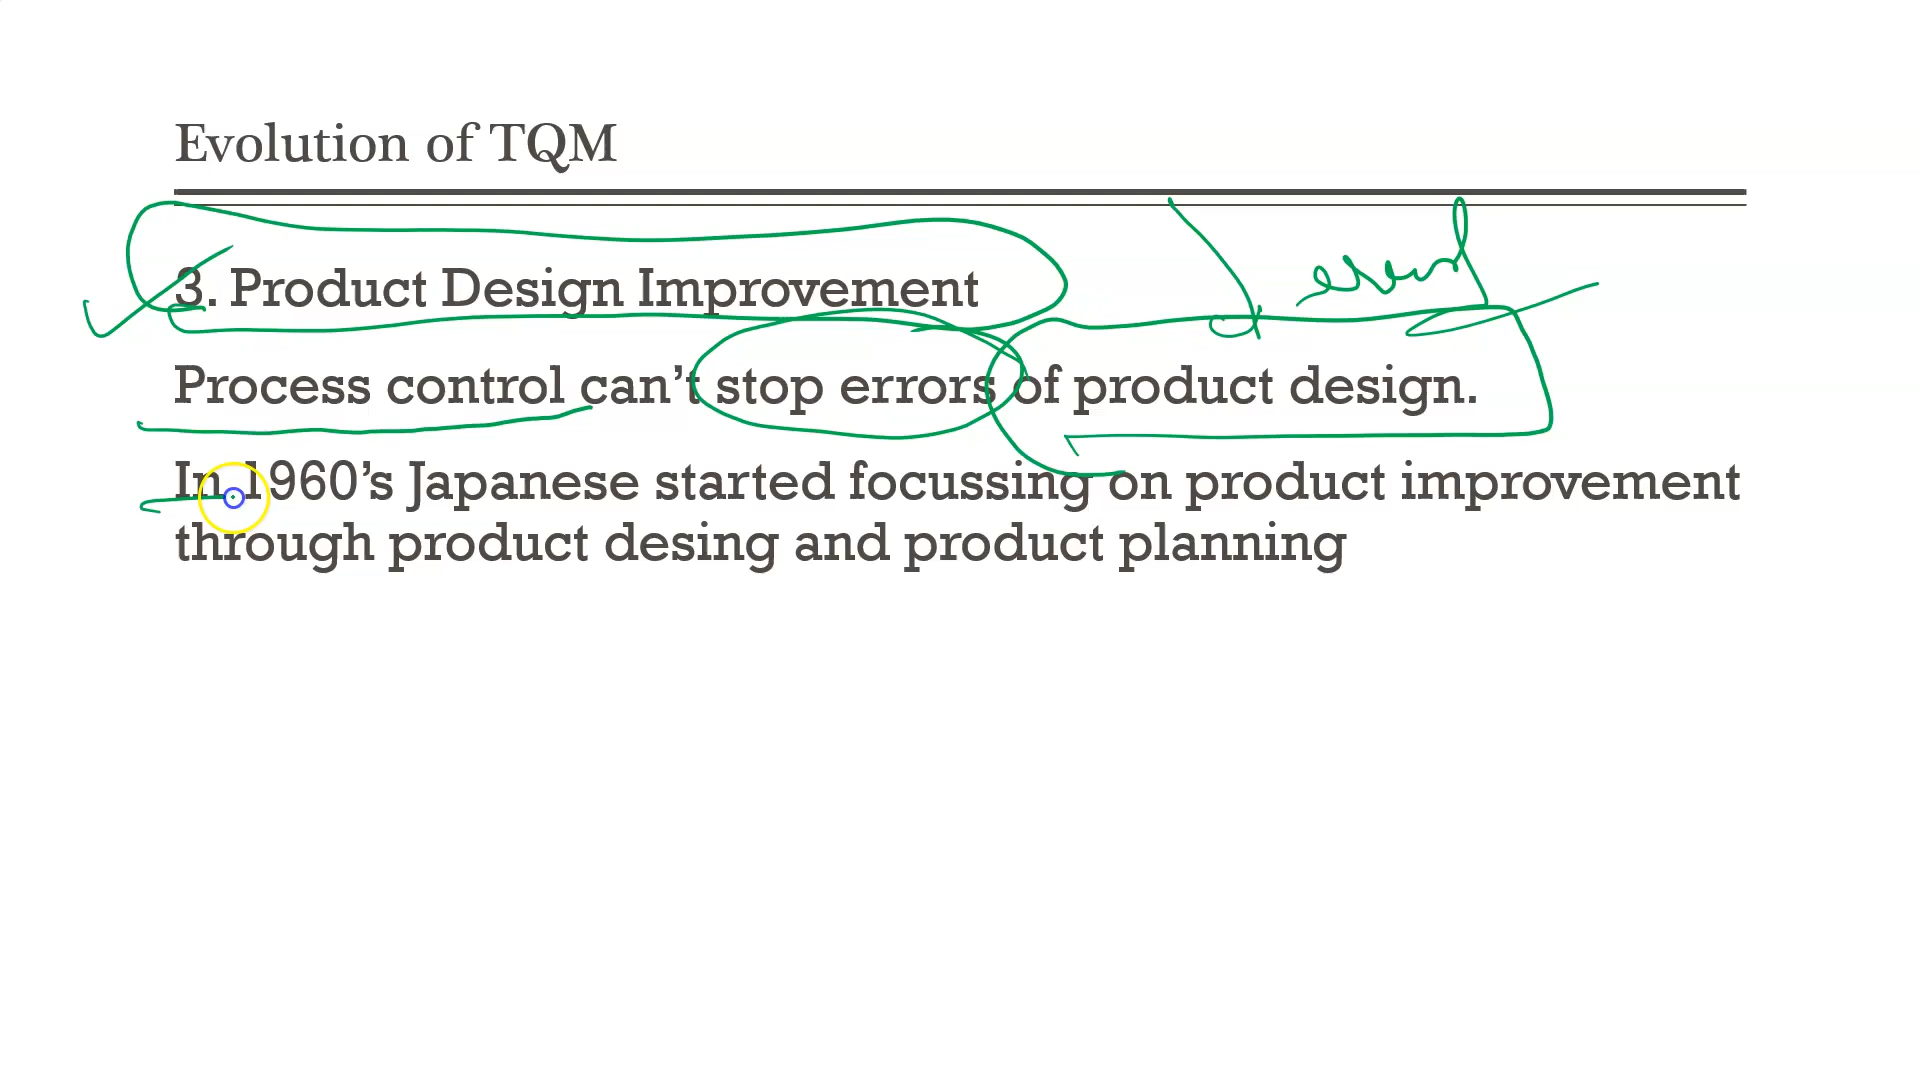 Evolution of TQM
3. Product Design Improvement
Process control can't stop errors of product design.
In 1960's Japanese started focussing on product improvement
through product desing and product planning